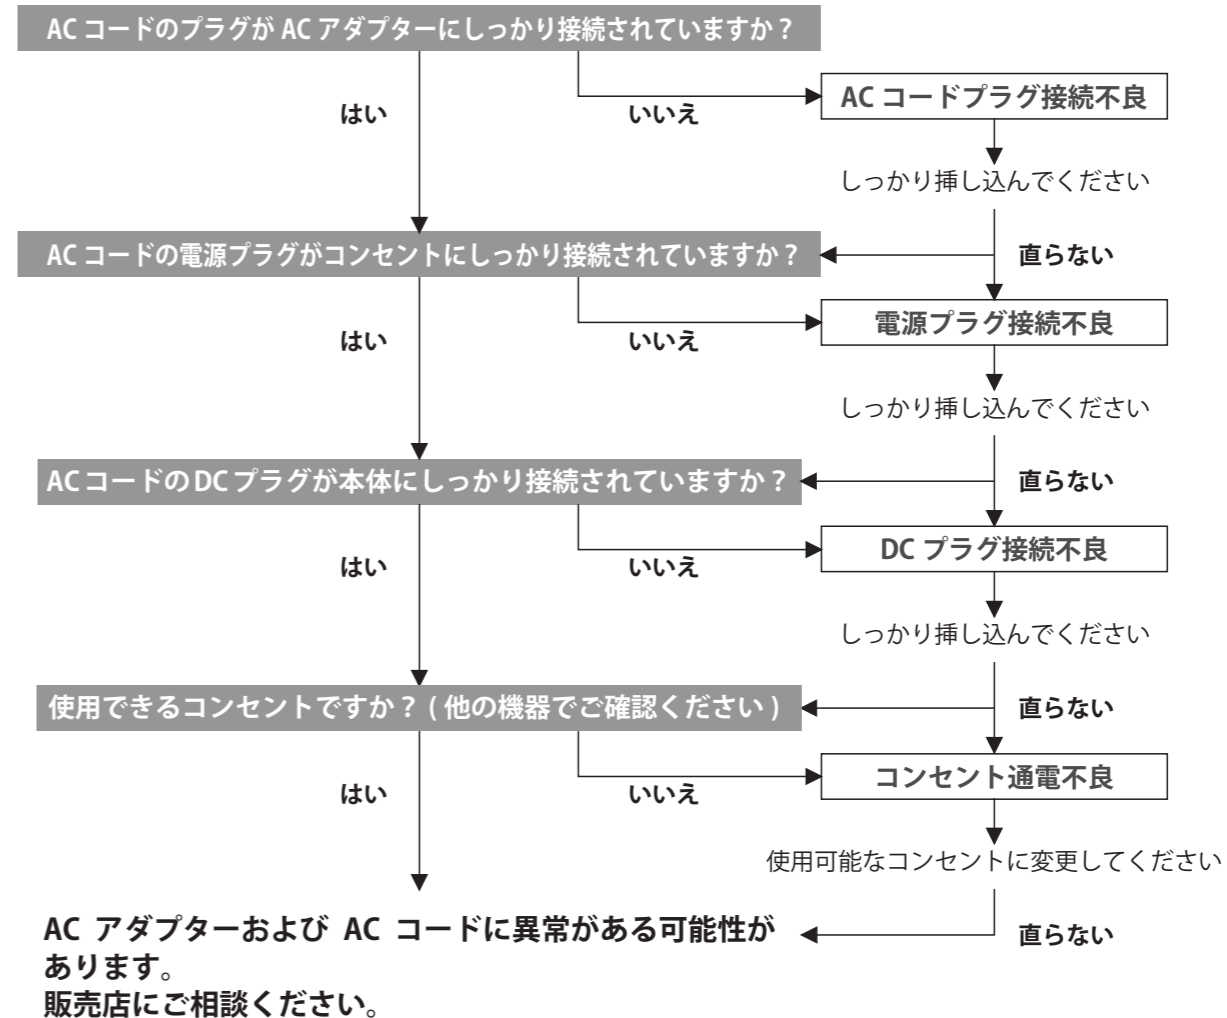 AC コードのプラグが AC アダプターにしっかり接続されていますか？
はい
いいえ
AC コードプラグ接続不良
しっかり挿し込んでください
AC コードの電源プラグがコンセントにしっかり接続されていますか？
直らない
はい
いいえ
電源プラグ接続不良
しっかり挿し込んでください
AC コードの DC プラグが本体にしっかり接続されていますか？
直らない
はい
いいえ
DC プラグ接続不良
しっかり挿し込んでください
使用できるコンセントですか？ ( 他の機器でご確認ください )
直らない
はい
いいえ
コンセント通電不良
使用可能なコンセントに変更してください
AC アダプターおよび AC コードに異常がある可能性が
あります。
販売店にご相談ください。
直らない